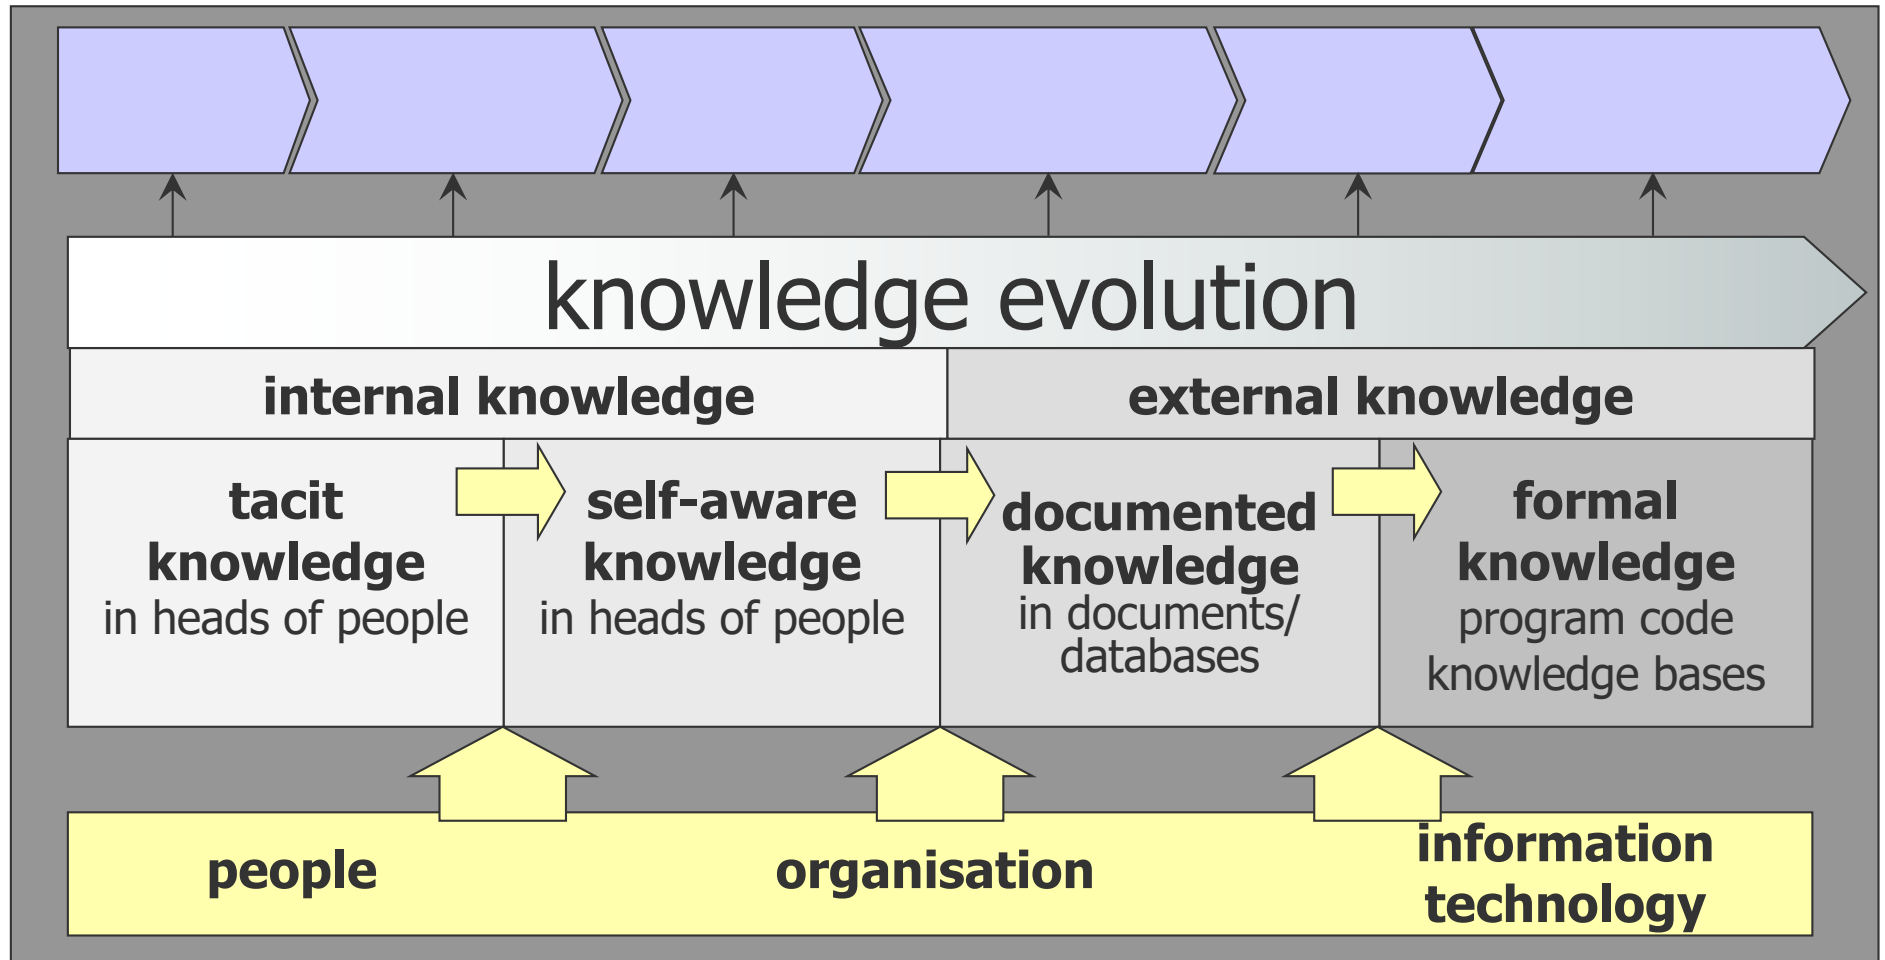 knowledge evolution
internal knowledge
external knowledge
tacit
knowledge
in heads of people
self-aware
knowledge
in heads of people
documented
knowledge
in documents/
databases
formal
knowledge
program code
knowledge bases
people
organisation
information
technology